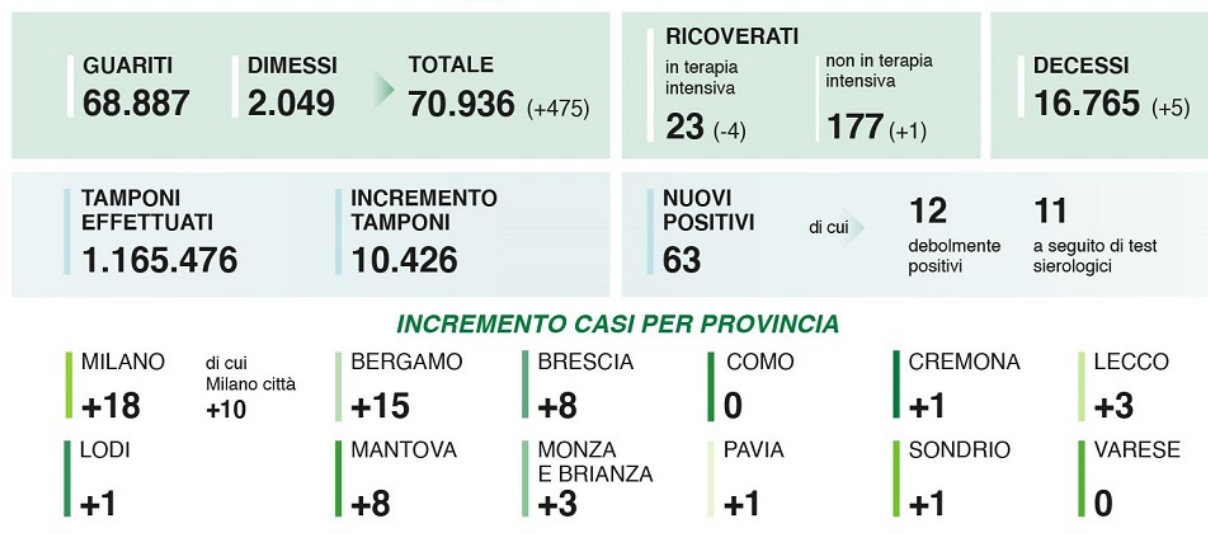 GUARITI
68.887
DIMESSI
2.049
TOTALE
70.936 (+475)
RICOVERATI
in terapia
intensiva
23 (-4)
non in terapia
intensiva
177 (+1)
DECESSI
16.765 (+5)
TAMPONI
EFFETTUATI
1.165.476
INCREMENTO
TAMPONI
10.426
NUOVI
POSITIVI
63
di cui
12
debolmente
positivi
11
a seguito di test
sierologici
INCREMENTO CASI PER PROVINCIA
MILANO
+18
di cui
Milano città
+10
BERGAMO
+15
BRESCIA
+8
COMO
0
CREMONA
+1
LECCO
+3
LODI
+1
MANTOVA
+8
MONZA
E BRIANZA
+3
PAVIA
+1
SONDRIO
+1
VARESE
0